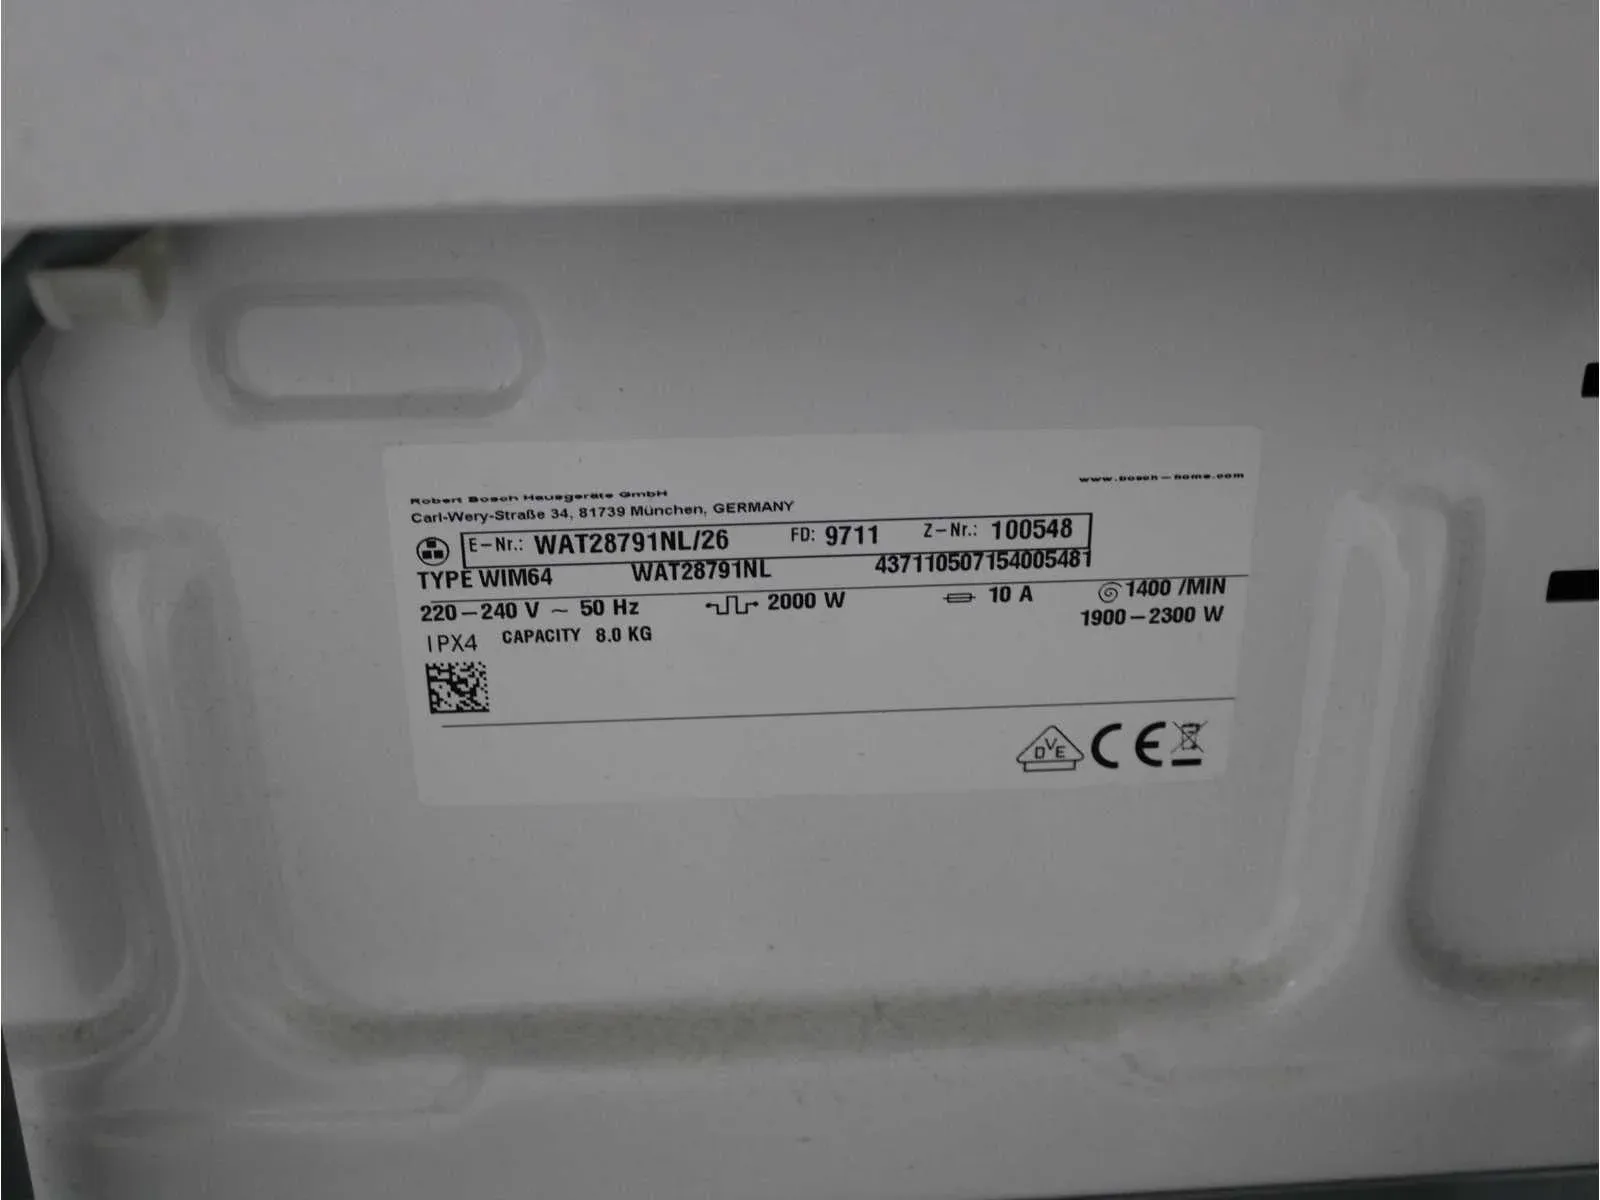 www.bosch-home.com
Robert Bosch Hausgeräte GmbH
Carl-Wery-Straße 34, 81739 München, GERMANY
E-Nr.: WAT28791NL/26 FD: 9711 Z-Nr.: 100548
TYPE WIM64 WAT28791NL 437110507154005481
220-240 V ~ 50 Hz 2000 W 10 A 1400 /MIN
1900-2300 W
IPX4 CAPACITY 8.0 KG
DVE CE